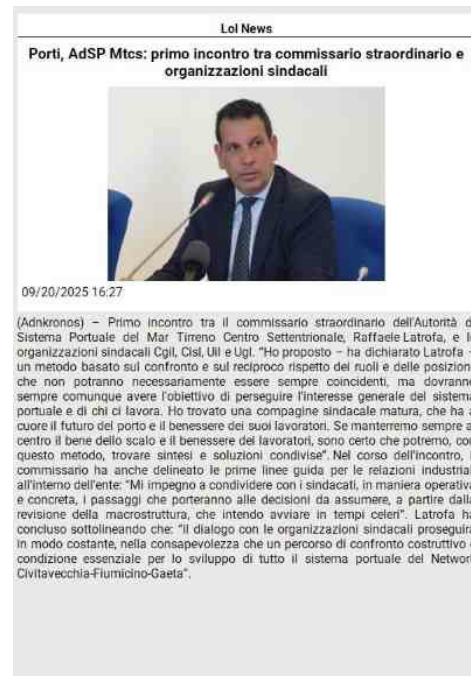 Lol News
Porti, AdSP Mtcs: primo incontro tra commissario straordinario e
organizzazioni sindacali
09/20/2025 16:27
(Adnkronos) – Primo incontro tra il commissario straordinario dell'Autorità d
Sistema Portuale del Mar Tirreno Centro Settentrionale, Raffaele Latrofa, e l
organizzazioni sindacali Cgil, Cisl, Uil e Ugl. "Ho proposto – ha dichiarato Latrofa -
un metodo basato sul confronto e sul reciproco rispetto dei ruoli e delle posizion
che non potranno necessariamente essere sempre coincidenti, ma dovranno
sempre comunque avere l'obiettivo di perseguire l'interesse generale del sistema
portuale e di chi ci lavora. Ho trovato una compagine sindacale matura, che ha a
cuore il futuro del porto e il benessere dei suoi lavoratori. Se manterremo sempre a
centro il bene dello scalo e il benessere dei lavoratori, sono certo che potremo, con
questo metodo, trovare sintesi e soluzioni condivise". Nel corso dell'incontro, i
commissario ha anche delineato le prime linee guida per le relazioni industrial
all'interno dell'ente: "Mi impegno a condividere con i sindacati, in maniera operativa
e concreta, i passaggi che porteranno alle decisioni da assumere, a partire dalla
revisione della macrostruttura, che intendo avviare in tempi celeri". Latrofa ha
concluso sottolineando che: "il dialogo con le organizzazioni sindacali proseguirà
in modo costante, nella consapevolezza che un percorso di confronto costruttivo
condizione essenziale per lo sviluppo di tutto il sistema portuale del Network
Civitavecchia-Fiumicino-Gaeta".